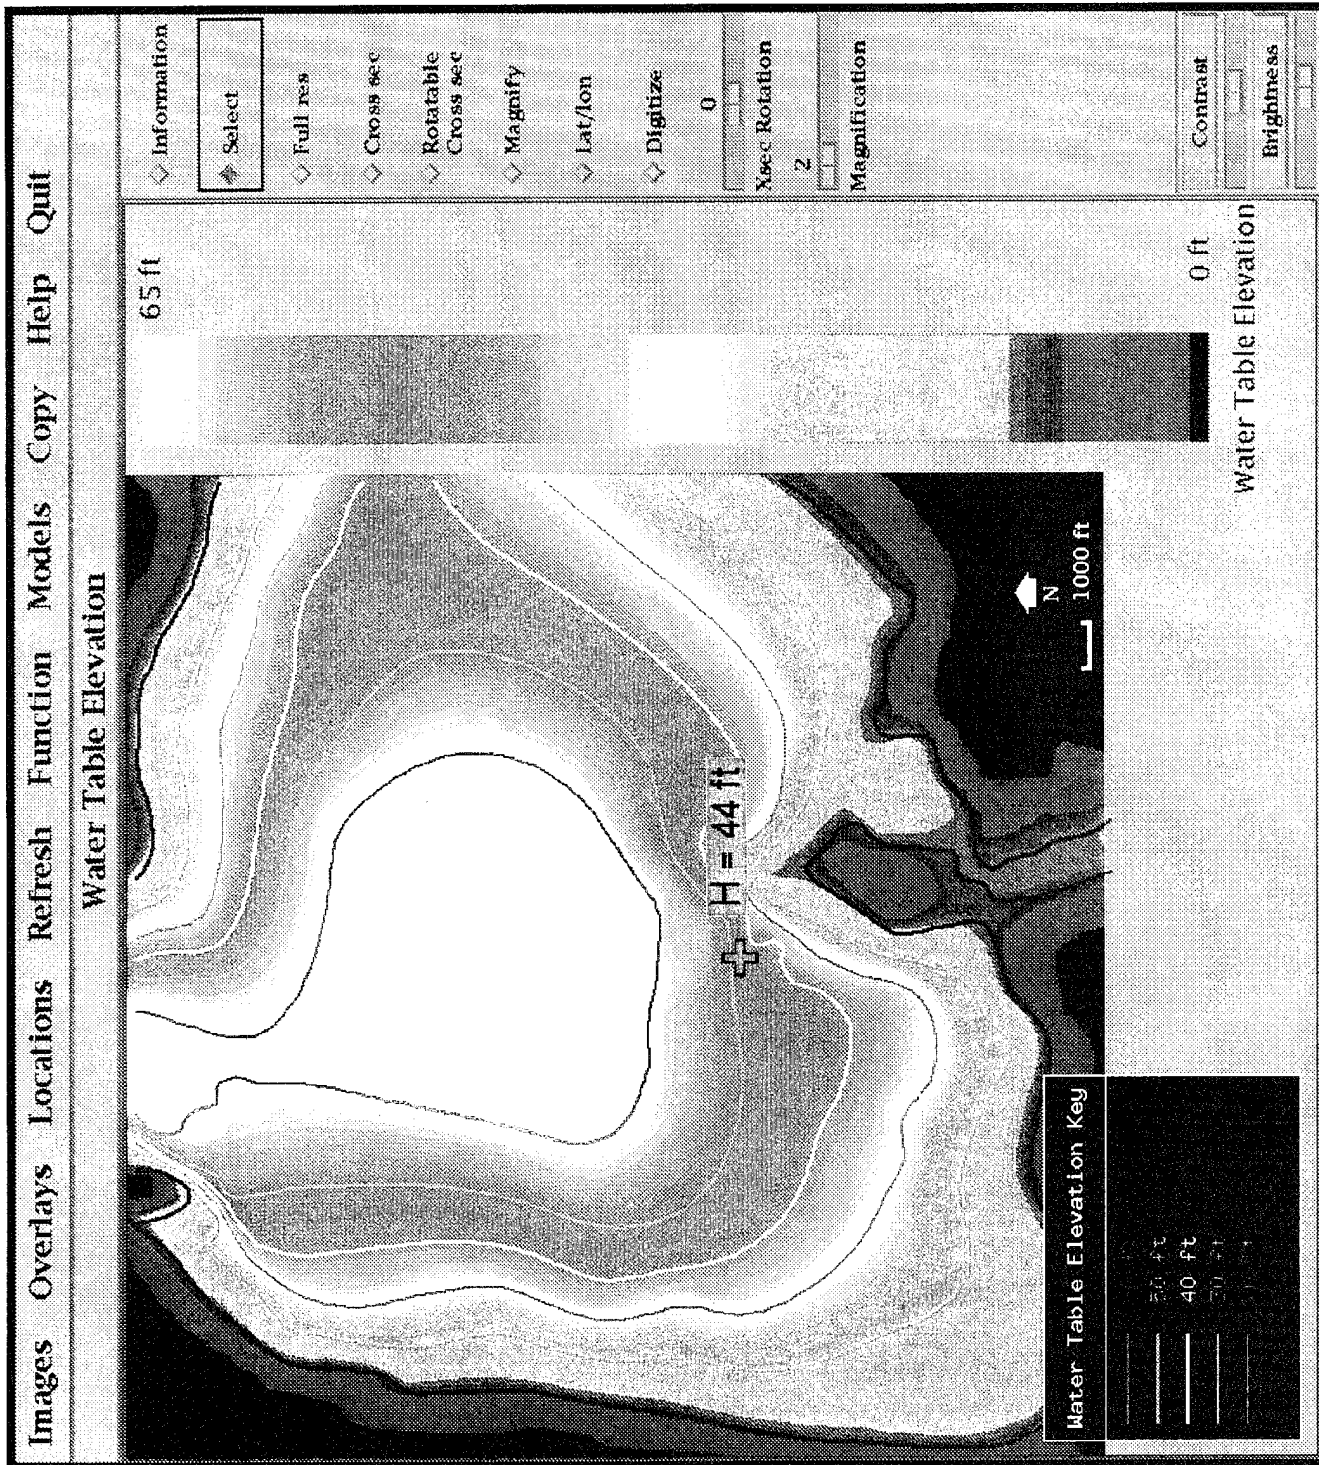 Images Overlays Locations Refresh Function Models Copy Help Quit
Water Table Elevation
Information
Select
Full res
Cross sec
Rotatable
Cross sec
Magnify
Lat/lon
Digitize
0
Xsec Rotation
2
Magnification
Contrast
Brightness
65 ft
0 ft
Water Table Elevation
H = 44 ft
N
1000 ft
Water Table Elevation Key
50 ft
40 ft